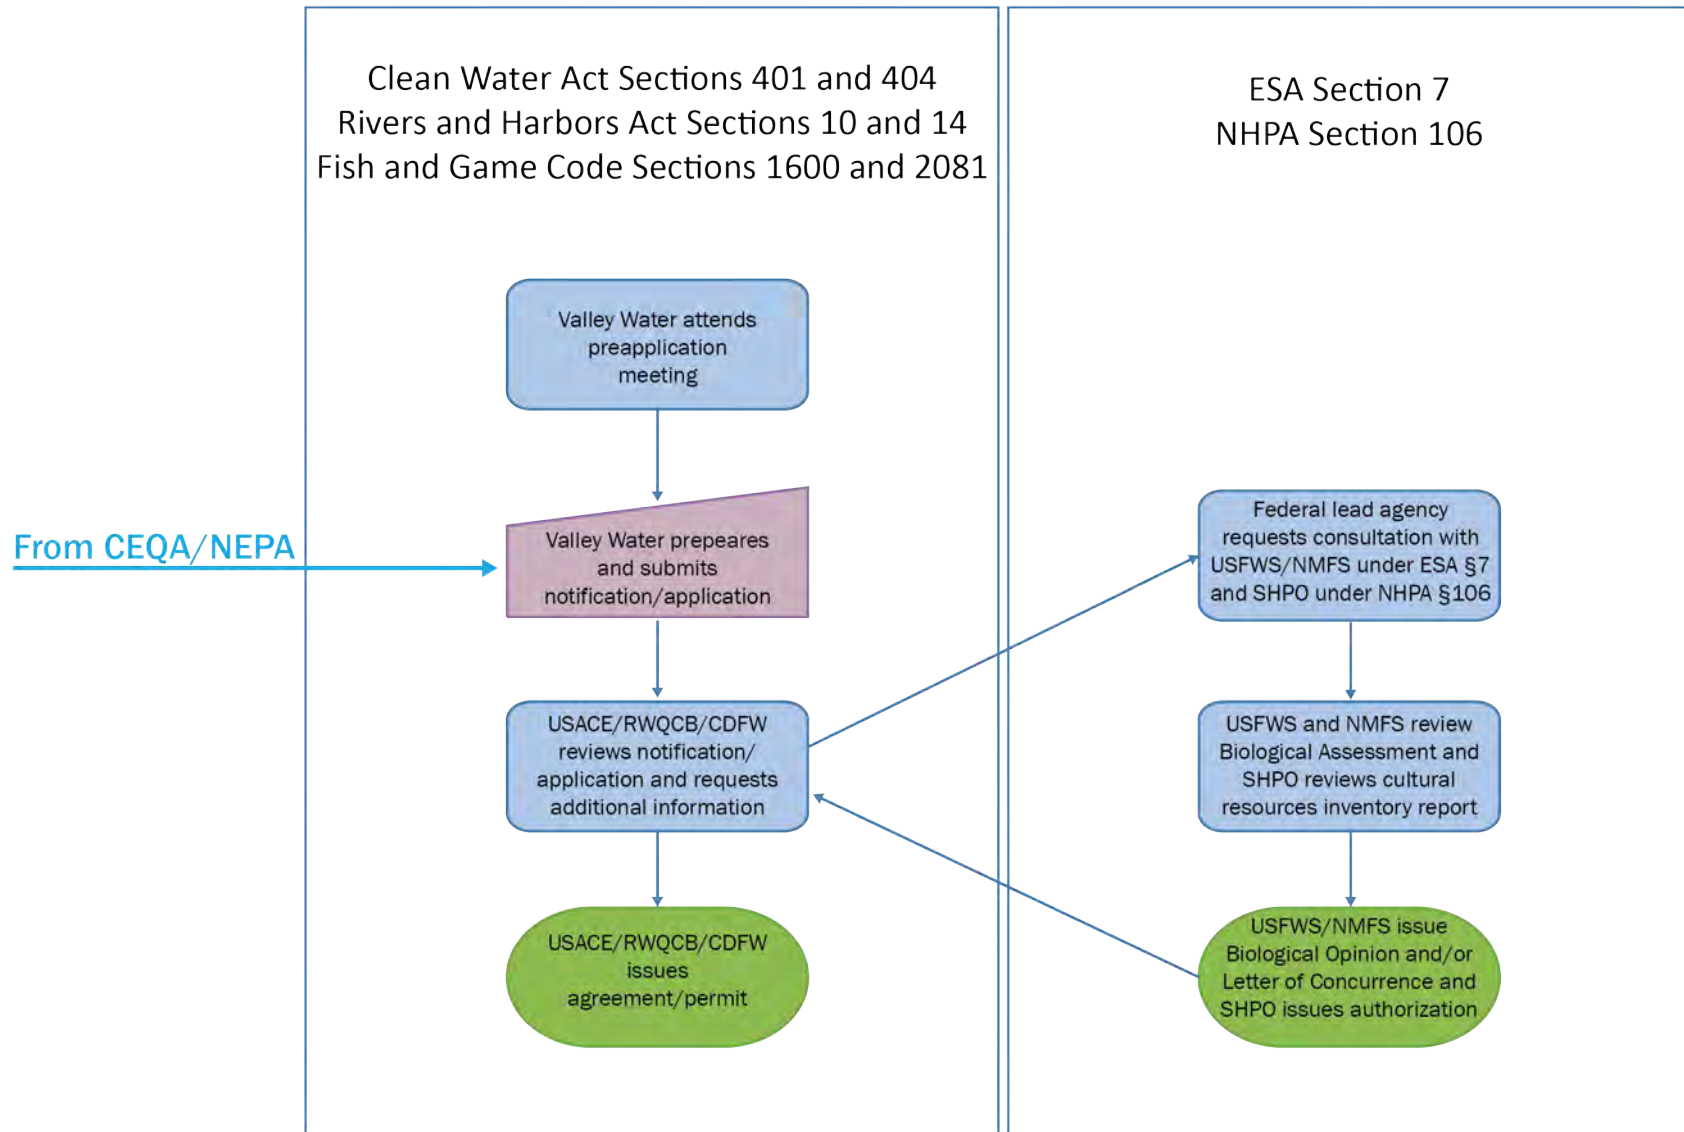 Clean Water Act Sections 401 and 404
Rivers and Harbors Act Sections 10 and 14
Fish and Game Code Sections 1600 and 2081
ESA Section 7
NHPA Section 106
Valley Water attends
preapplication
meeting
From CEQA/NEPA
Valley Water prepeares
and submits
notification/application
USACE/RWQCB/CDFW
reviews notification/
application and requests
additional information
USACE/RWQCB/CDFW
issues
agreement/permit
Federal lead agency
requests consultation with
USFWS/NMFS under ESA §7
and SHPO under NHPA §106
USFWS and NMFS review
Biological Assessment and
SHPO reviews cultural
resources inventory report
USFWS/NMFS issue
Biological Opinion and/or
Letter of Concurrence and
SHPO issues authorization